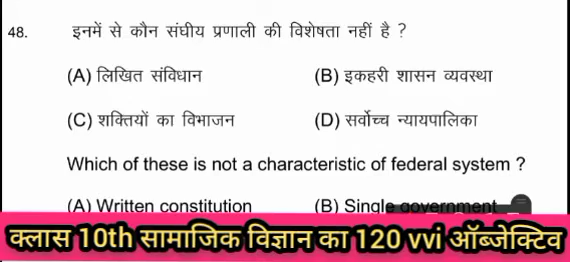 48. इनमें से कौन संघीय प्रणाली की विशेषता नहीं है ?
(A) लिखित संविधान (B) इकहरी शासन व्यवस्था
(C) शक्तियों का विभाजन (D) सर्वोच्च न्यायपालिका
Which of these is not a characteristic of federal system ?
(A) Written constitution (B) Single government
क्लास 10th सामाजिक विज्ञान का 120 vvi ऑब्जेक्टिव